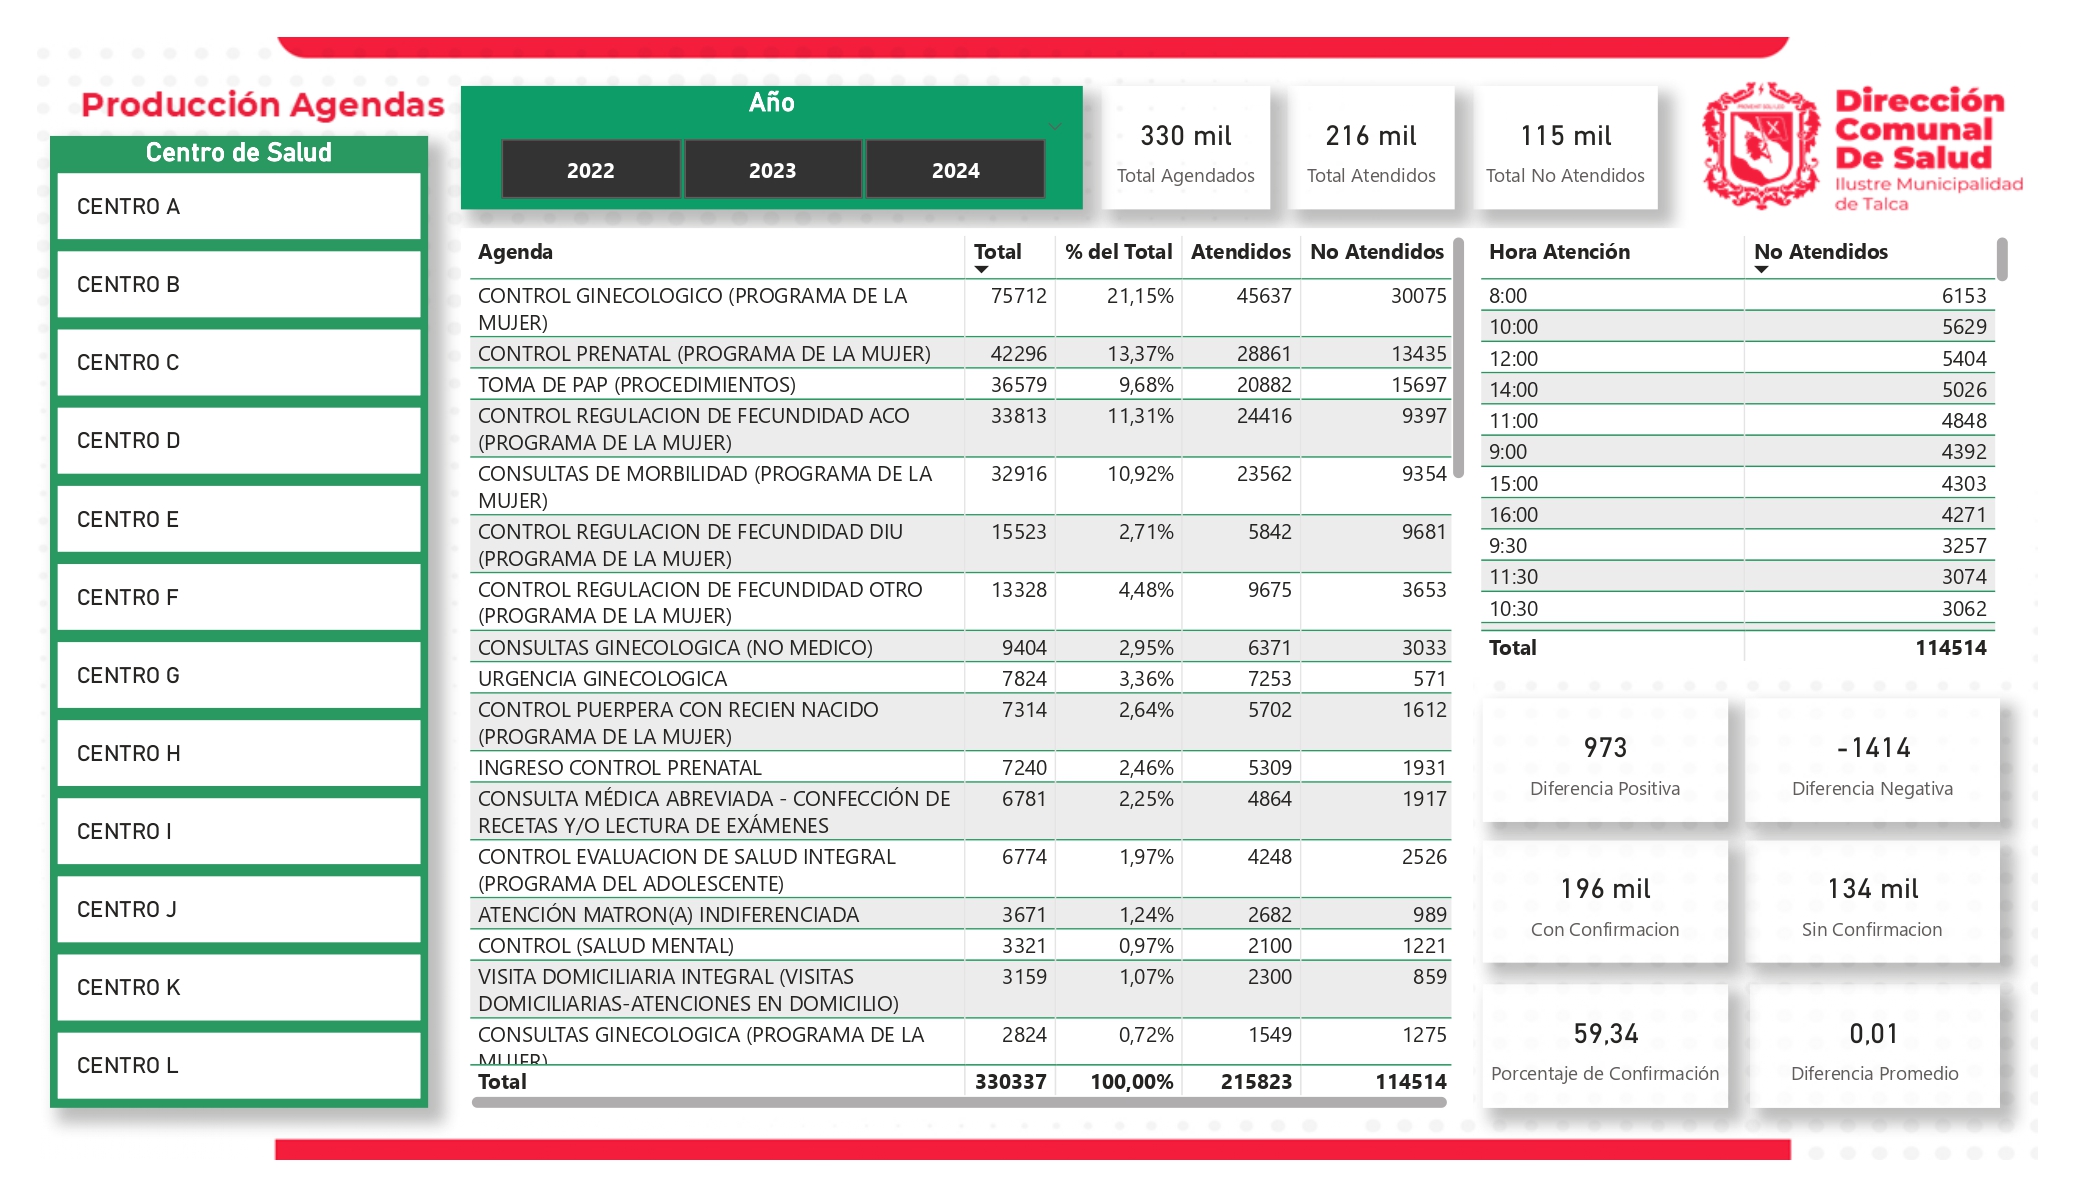 Producción Agendas
Centro de Salud
CENTRO A
CENTRO B
CENTRO C
CENTRO D
CENTRO E
CENTRO F
CENTRO G
CENTRO H
CENTRO I
CENTRO J
CENTRO K
CENTRO L
Año
2022 2023 2024
330 mil
Total Agendados
216 mil
Total Atendidos
115 mil
Total No Atendidos
Dirección
Comunal
De Salud
Ilustre Municipalidad
de Talca
Agenda Total % del Total Atendidos No Atendidos
CONTROL GINECOLOGICO (PROGRAMA DE LA 75712 21,15% 45637 30075
MUJER)
CONTROL PRENATAL (PROGRAMA DE LA MUJER) 42296 13,37% 28861 13435
TOMA DE PAP (PROCEDIMIENTOS) 36579 9,68% 20882 15697
CONTROL REGULACION DE FECUNDIDAD ACO 33813 11,31% 24416 9397
(PROGRAMA DE LA MUJER)
CONSULTAS DE MORBILIDAD (PROGRAMA DE LA 32916 10,92% 23562 9354
MUJER)
CONTROL REGULACION DE FECUNDIDAD DIU 15523 2,71% 5842 9681
(PROGRAMA DE LA MUJER)
CONTROL REGULACION DE FECUNDIDAD OTRO 13328 4,48% 9675 3653
(PROGRAMA DE LA MUJER)
CONSULTAS GINECOLOGICA (NO MEDICO) 9404 2,95% 6371 3033
URGENCIA GINECOLOGICA 7824 3,36% 7253 571
CONTROL PUERPERA CON RECIEN NACIDO 7314 2,64% 5702 1612
(PROGRAMA DE LA MUJER)
INGRESO CONTROL PRENATAL 7240 2,46% 5309 1931
CONSULTA MÉDICA ABREVIADA - CONFECCIÓN DE 6781 2,25% 4864 1917
RECETAS Y/O LECTURA DE EXÁMENES
CONTROL EVALUACION DE SALUD INTEGRAL 6774 1,97% 4248 2526
(PROGRAMA DEL ADOLESCENTE)
ATENCIÓN MATRON(A) INDIFERENCIADA 3671 1,24% 2682 989
CONTROL (SALUD MENTAL) 3321 0,97% 2100 1221
VISITA DOMICILIARIA INTEGRAL (VISITAS 3159 1,07% 2300 859
DOMICILIARIAS-ATENCIONES EN DOMICILIO)
CONSULTAS GINECOLOGICA (PROGRAMA DE LA 2824 0,72% 1549 1275
MUJER)
Total 330337 100,00% 215823 114514
Hora Atención No Atendidos
8:00 6153
10:00 5629
12:00 5404
14:00 5026
11:00 4848
9:00 4392
15:00 4303
16:00 4271
9:30 3257
11:30 3074
10:30 3062
Total 114514
973
Diferencia Positiva
-1414
Diferencia Negativa
196 mil
Con Confirmacion
134 mil
Sin Confirmacion
59,34
Porcentaje de Confirmación
0,01
Diferencia Promedio